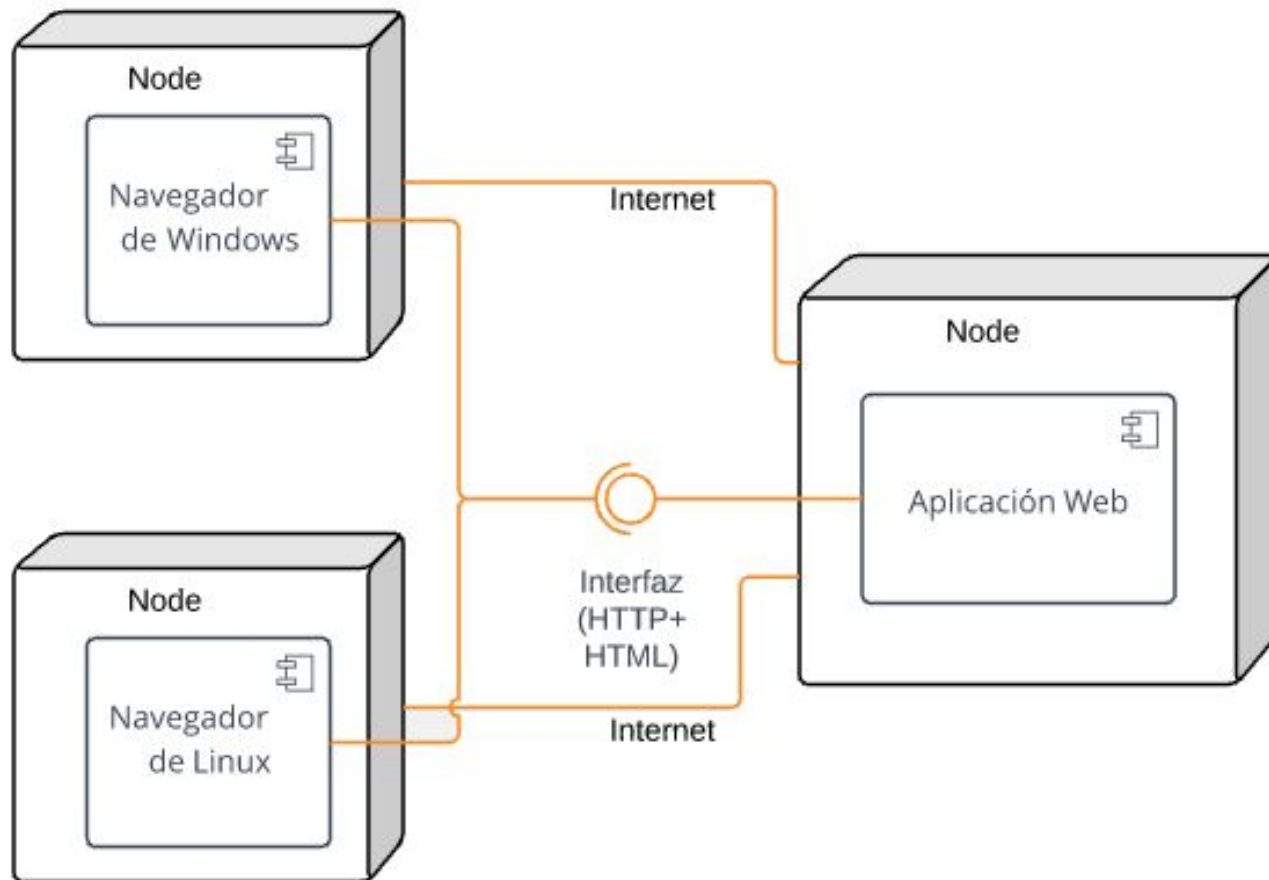 Node
Navegador
de Windows
Internet
Node
Aplicación Web
Interfaz
(HTTP+
HTML)
Node
Navegador
de Linux
Internet